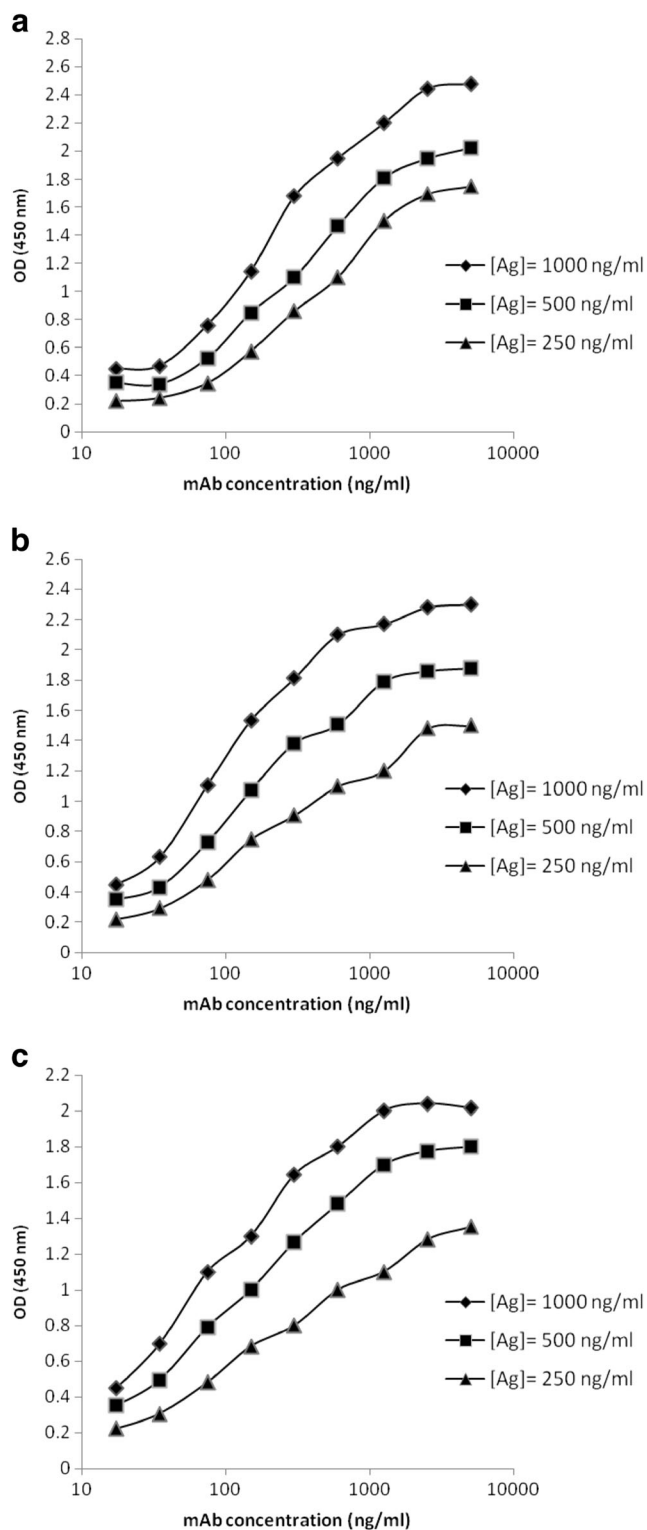 a
2.8
2.6
2.4
2.2
2
1.8
1.6
1.4
1.2
1
0.8
0.6
0.4
0.2
0
OD (450 nm)
10 100 1000 10000
mAb concentration (ng/ml)
[Ag]= 1000 ng/ml
[Ag]= 500 ng/ml
[Ag]= 250 ng/ml
b
2.6
2.4
2.2
2
1.8
1.6
1.4
1.2
1
0.8
0.6
0.4
0.2
0
OD (450 nm)
10 100 1000 10000
mAb concentration (ng/ml)
[Ag]= 1000 ng/ml
[Ag]= 500 ng/ml
[Ag]= 250 ng/ml
c
2.2
2
1.8
1.6
1.4
1.2
1
0.8
0.6
0.4
0.2
0
OD (450 nm)
10 100 1000 10000
mAb concentration (ng/ml)
[Ag]= 1000 ng/ml
[Ag]= 500 ng/ml
[Ag]= 250 ng/ml